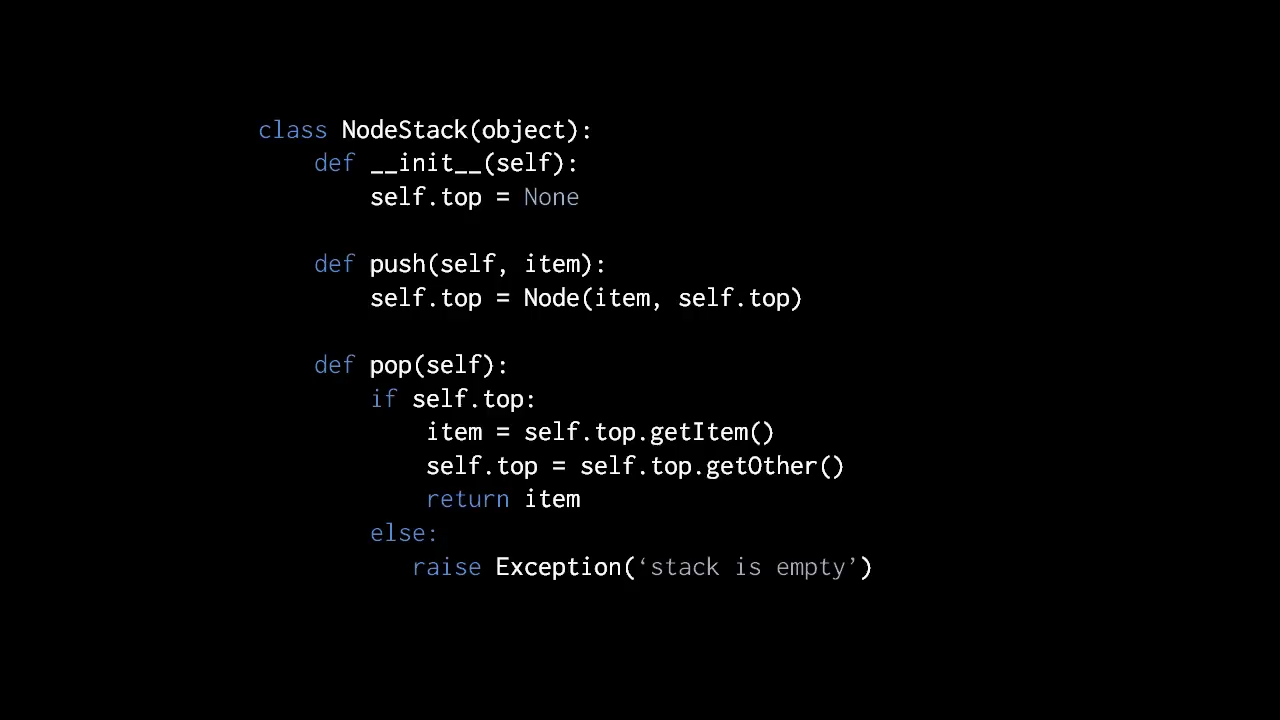 class NodeStack(object):
    def __init__(self):
        self.top = None

    def push(self, item):
        self.top = Node(item, self.top)

    def pop(self):
        if self.top:
            item = self.top.getItem()
            self.top = self.top.getOther()
            return item
        else:
           raise Exception(‘stack is empty’)